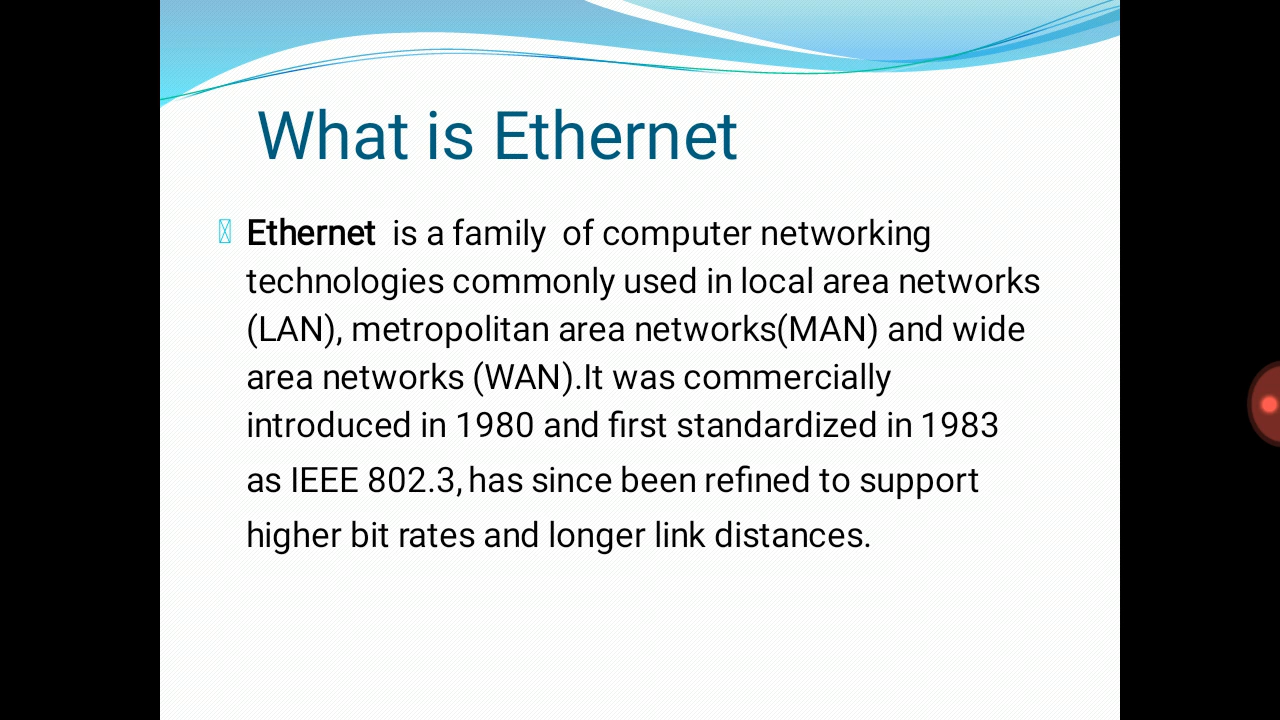 What is Ethernet
Ethernet is a family of computer networking
technologies commonly used in local area networks
(LAN), metropolitan area networks(MAN) and wide
area networks (WAN).It was commercially
introduced in 1980 and first standardized in 1983
as IEEE 802.3, has since been refined to support
higher bit rates and longer link distances.